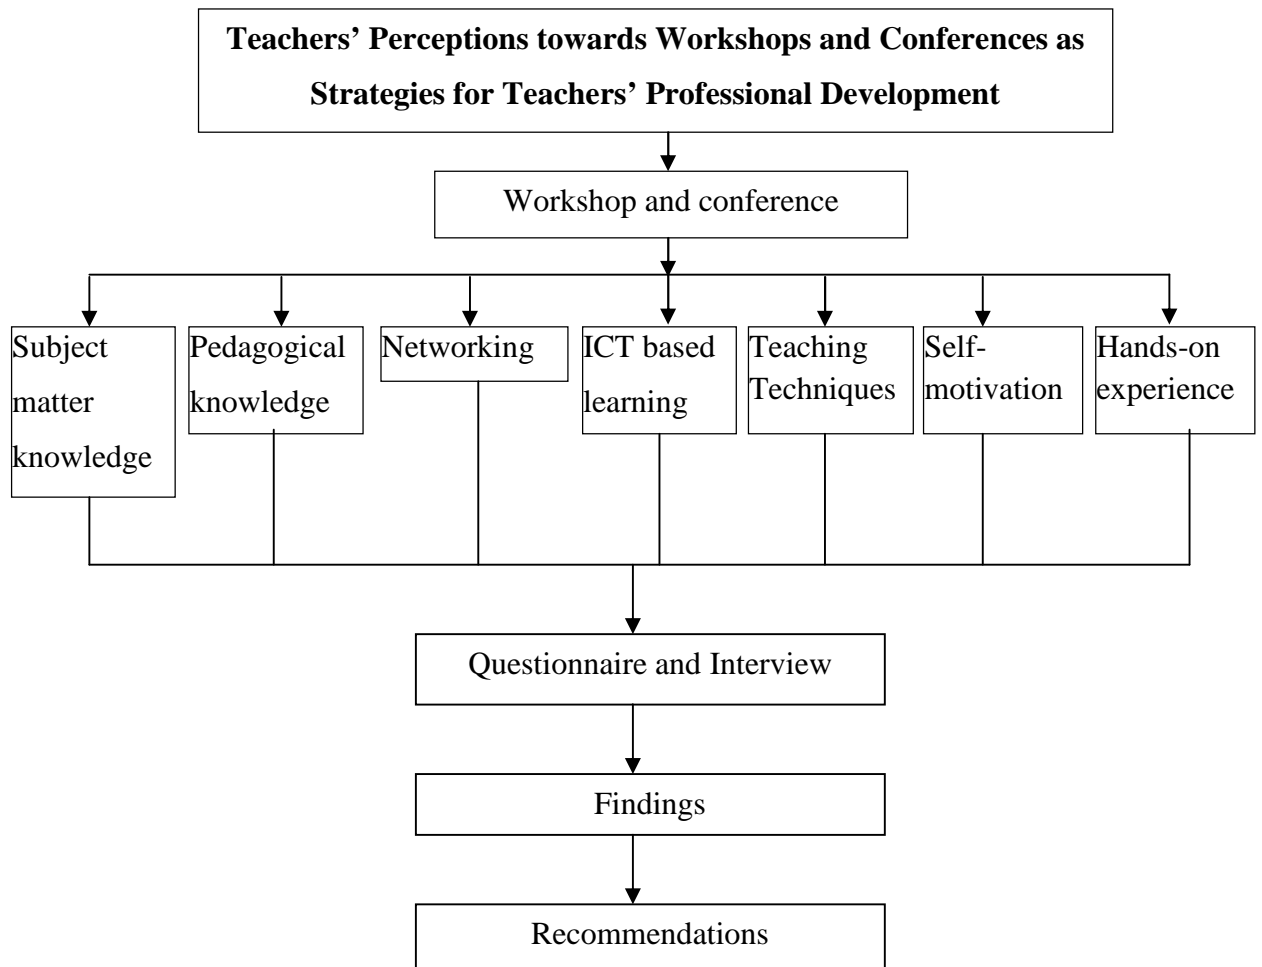 Teachers’ Perceptions towards Workshops and Conferences as
Strategies for Teachers’ Professional Development
Workshop and conference
Subject
matter
knowledge
Pedagogical
knowledge
Networking
ICT based
learning
Teaching
Techniques
Self-
motivation
Hands-on
experience
Questionnaire and Interview
Findings
Recommendations